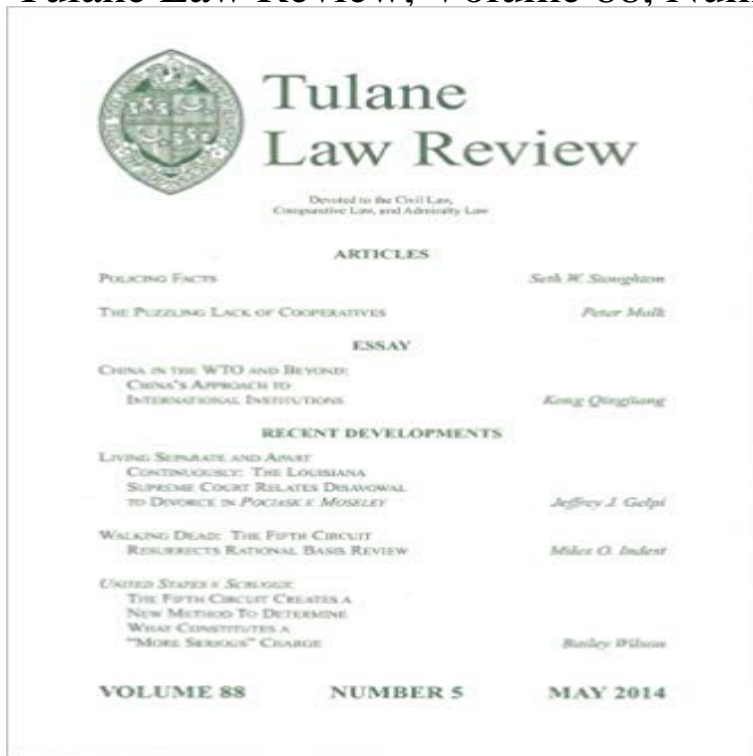 Tulane Law Review, Volume 88,
Tulane
Law Review
Devoted to the Civil Law,
Comparative Law, and Admiralty Law
ARTICLES
POLICING FACTS Seth W. Stoughton
THE PUZZLING LACK OF COOPERATIVES Peter Molk
ESSAY
CHINA IN THE WTO AND BEYOND:
CHINA'S APPROACH TO
INTERNATIONAL INSTITUTIONS Kong Qingjiang
RECENT DEVELOPMENTS
LIVING SEPARATE AND APART
CONTINUOUSLY: THE LOUISIANA
SUPREME COURT RELATES DISAVOWAL
TO DIVORCE IN POCIASK V. MOSELEY Jeffrey J. Gelpi
WALKING DEAD: THE FIFTH CIRCUIT
RESURRECTS RATIONAL BASIS REVIEW Miles O. Indest
UNITED STATES V.
THE FIFTH CIRCUIT CREATES A
NEW METHOD TO DETERMINE
WHAT CONSTITUTES A
"MORE SERIOUS" CHARGE Bailey Wilson
VOLUME 88 NUMBER 5 MAY 2014